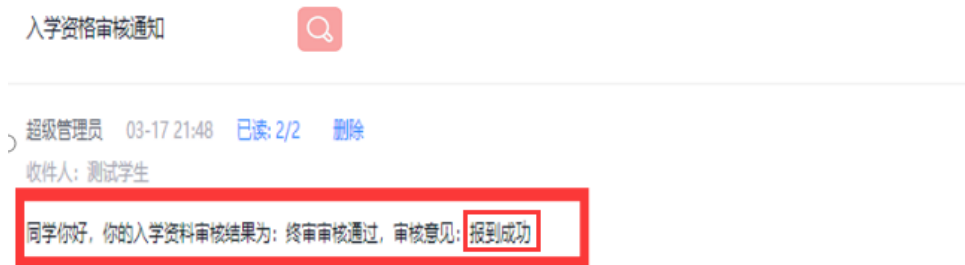 入学资格审核通知
超级管理员 03-17 21:48 已读: 2/2 删除
收件人：测试学生
同学你好，你的入学资料审核结果为：终审审核通过，审核意见：报到成功